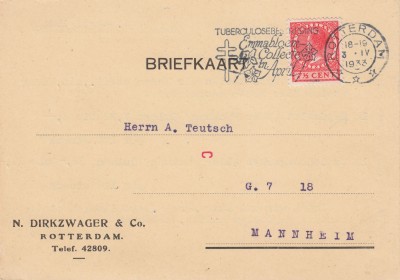 TUBERCULOSEBESTRIJDING
Emmabloem
Collecte
in April
ROTTERDAM
18-19
3 - IV
1933
7½ CENT
BRIEFKAART
Herrn A. Teutsch
C
G. 7 18
MANNHEIM
N. DIRKZWAGER & Co.
ROTTERDAM.
Telef. 42809.